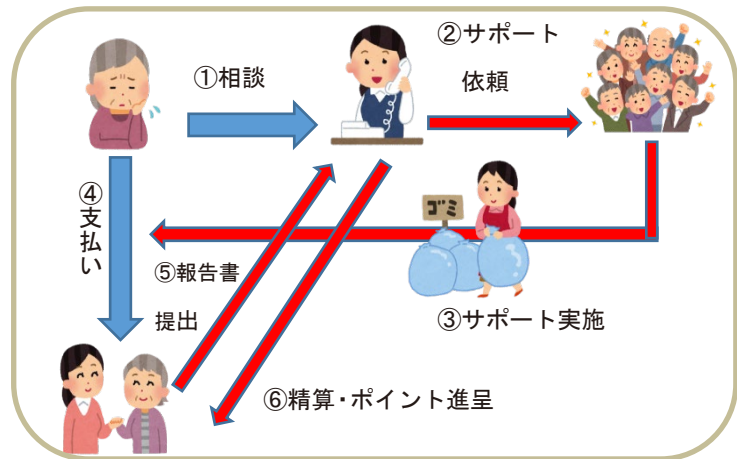 ①相談
②サポート
依頼
ゴミ
③サポート実施
④支払い
⑤報告書
提出
⑥精算・ポイント進呈